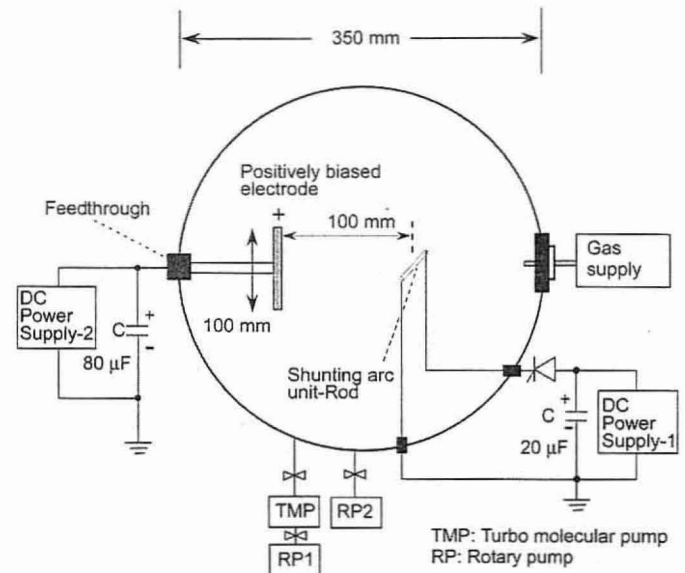 350 mm
Positively biased
electrode
+
Feedthrough
100 mm
Gas
supply
DC
Power
Supply-2
C
+
-
80 μF
100 mm
Shunting arc
unit-Rod
+
C
-
20 μF
DC
Power
Supply-1
TMP
RP2
RP1
TMP: Turbo molecular pump
RP: Rotary pump